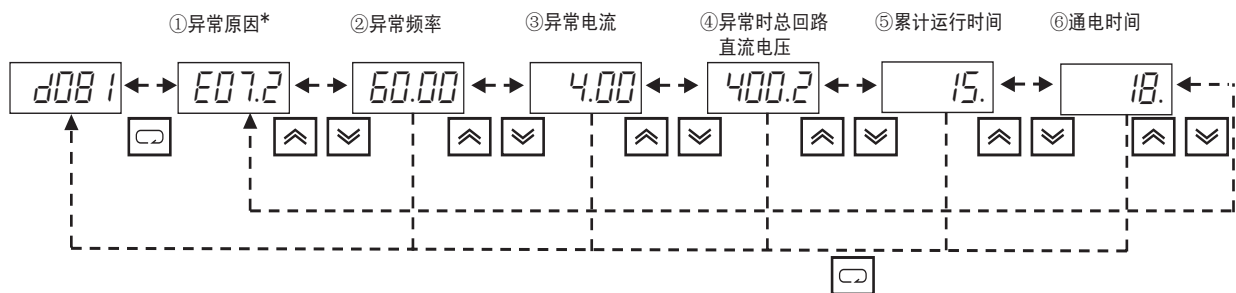 ①异常原因*
②异常频率
③异常电流
④异常时总回路
直流电压
⑤累计运行时间
⑥通电时间
d081
E07.2
60.00
4.00
400.2
15.
18.